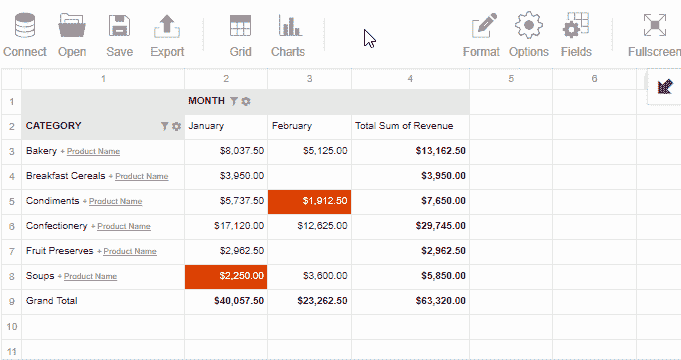 Connect Open Save Export Grid Charts Format Options Fields Fullscreen
1 2 3 4 5 6
1 MONTH
2 CATEGORY January February Total Sum of Revenue
3 Bakery + Product Name $8,037.50 $5,125.00 $13,162.50
4 Breakfast Cereals + Product Name $3,950.00 $3,950.00
5 Condiments + Product Name $5,737.50 $1,912.50 $7,650.00
6 Confectionery + Product Name $17,120.00 $12,625.00 $29,745.00
7 Fruit Preserves + Product Name $2,962.50 $2,962.50
8 Soups + Product Name $2,250.00 $3,600.00 $5,850.00
9 Grand Total $40,057.50 $23,262.50 $63,320.00
10
11